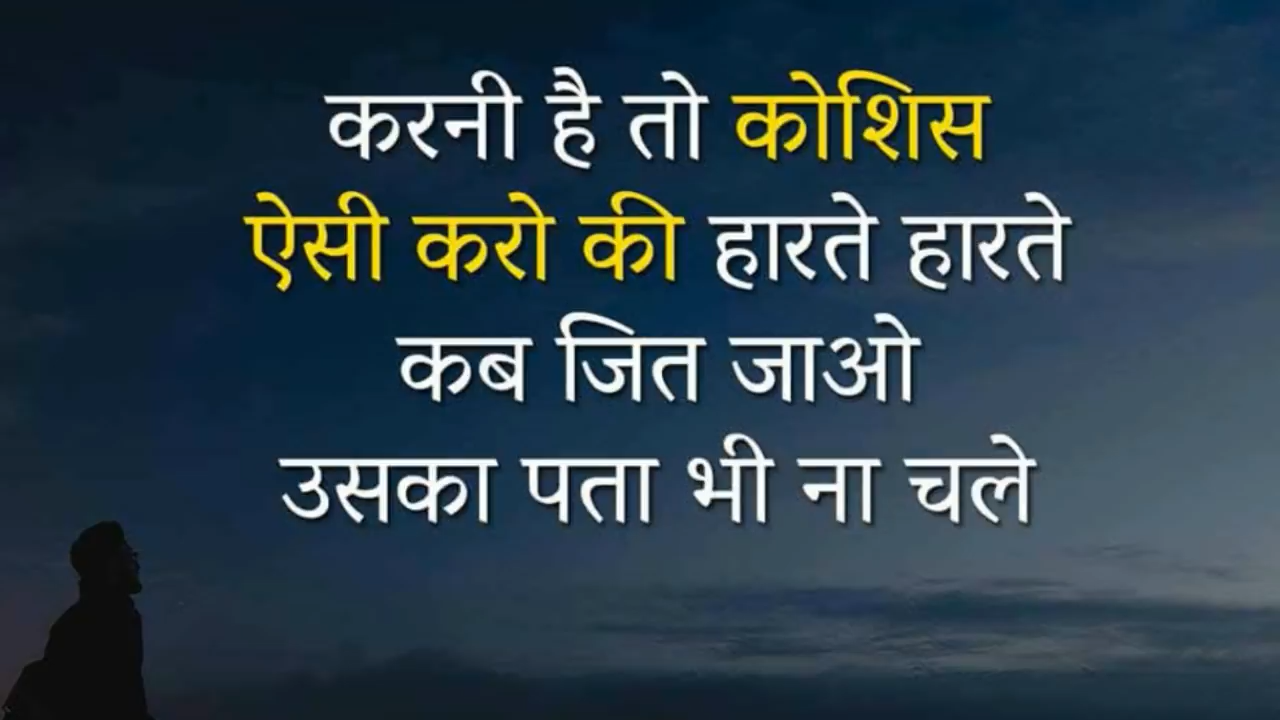 करनी है तो कोशिस
ऐसी करो की हारते हारते
कब जित जाओ
उसका पता भी ना चले